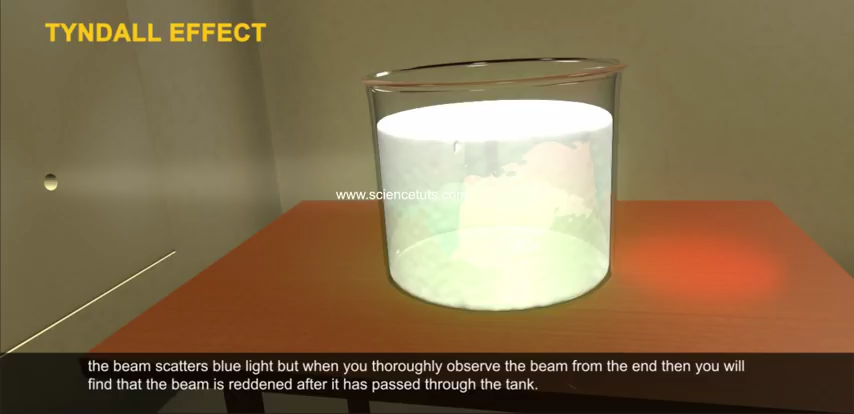 TYNDALL EFFECT
www.sciencetuts.com
the beam scatters blue light but when you thoroughly observe the beam from the end then you will
find that the beam is reddened after it has passed through the tank.